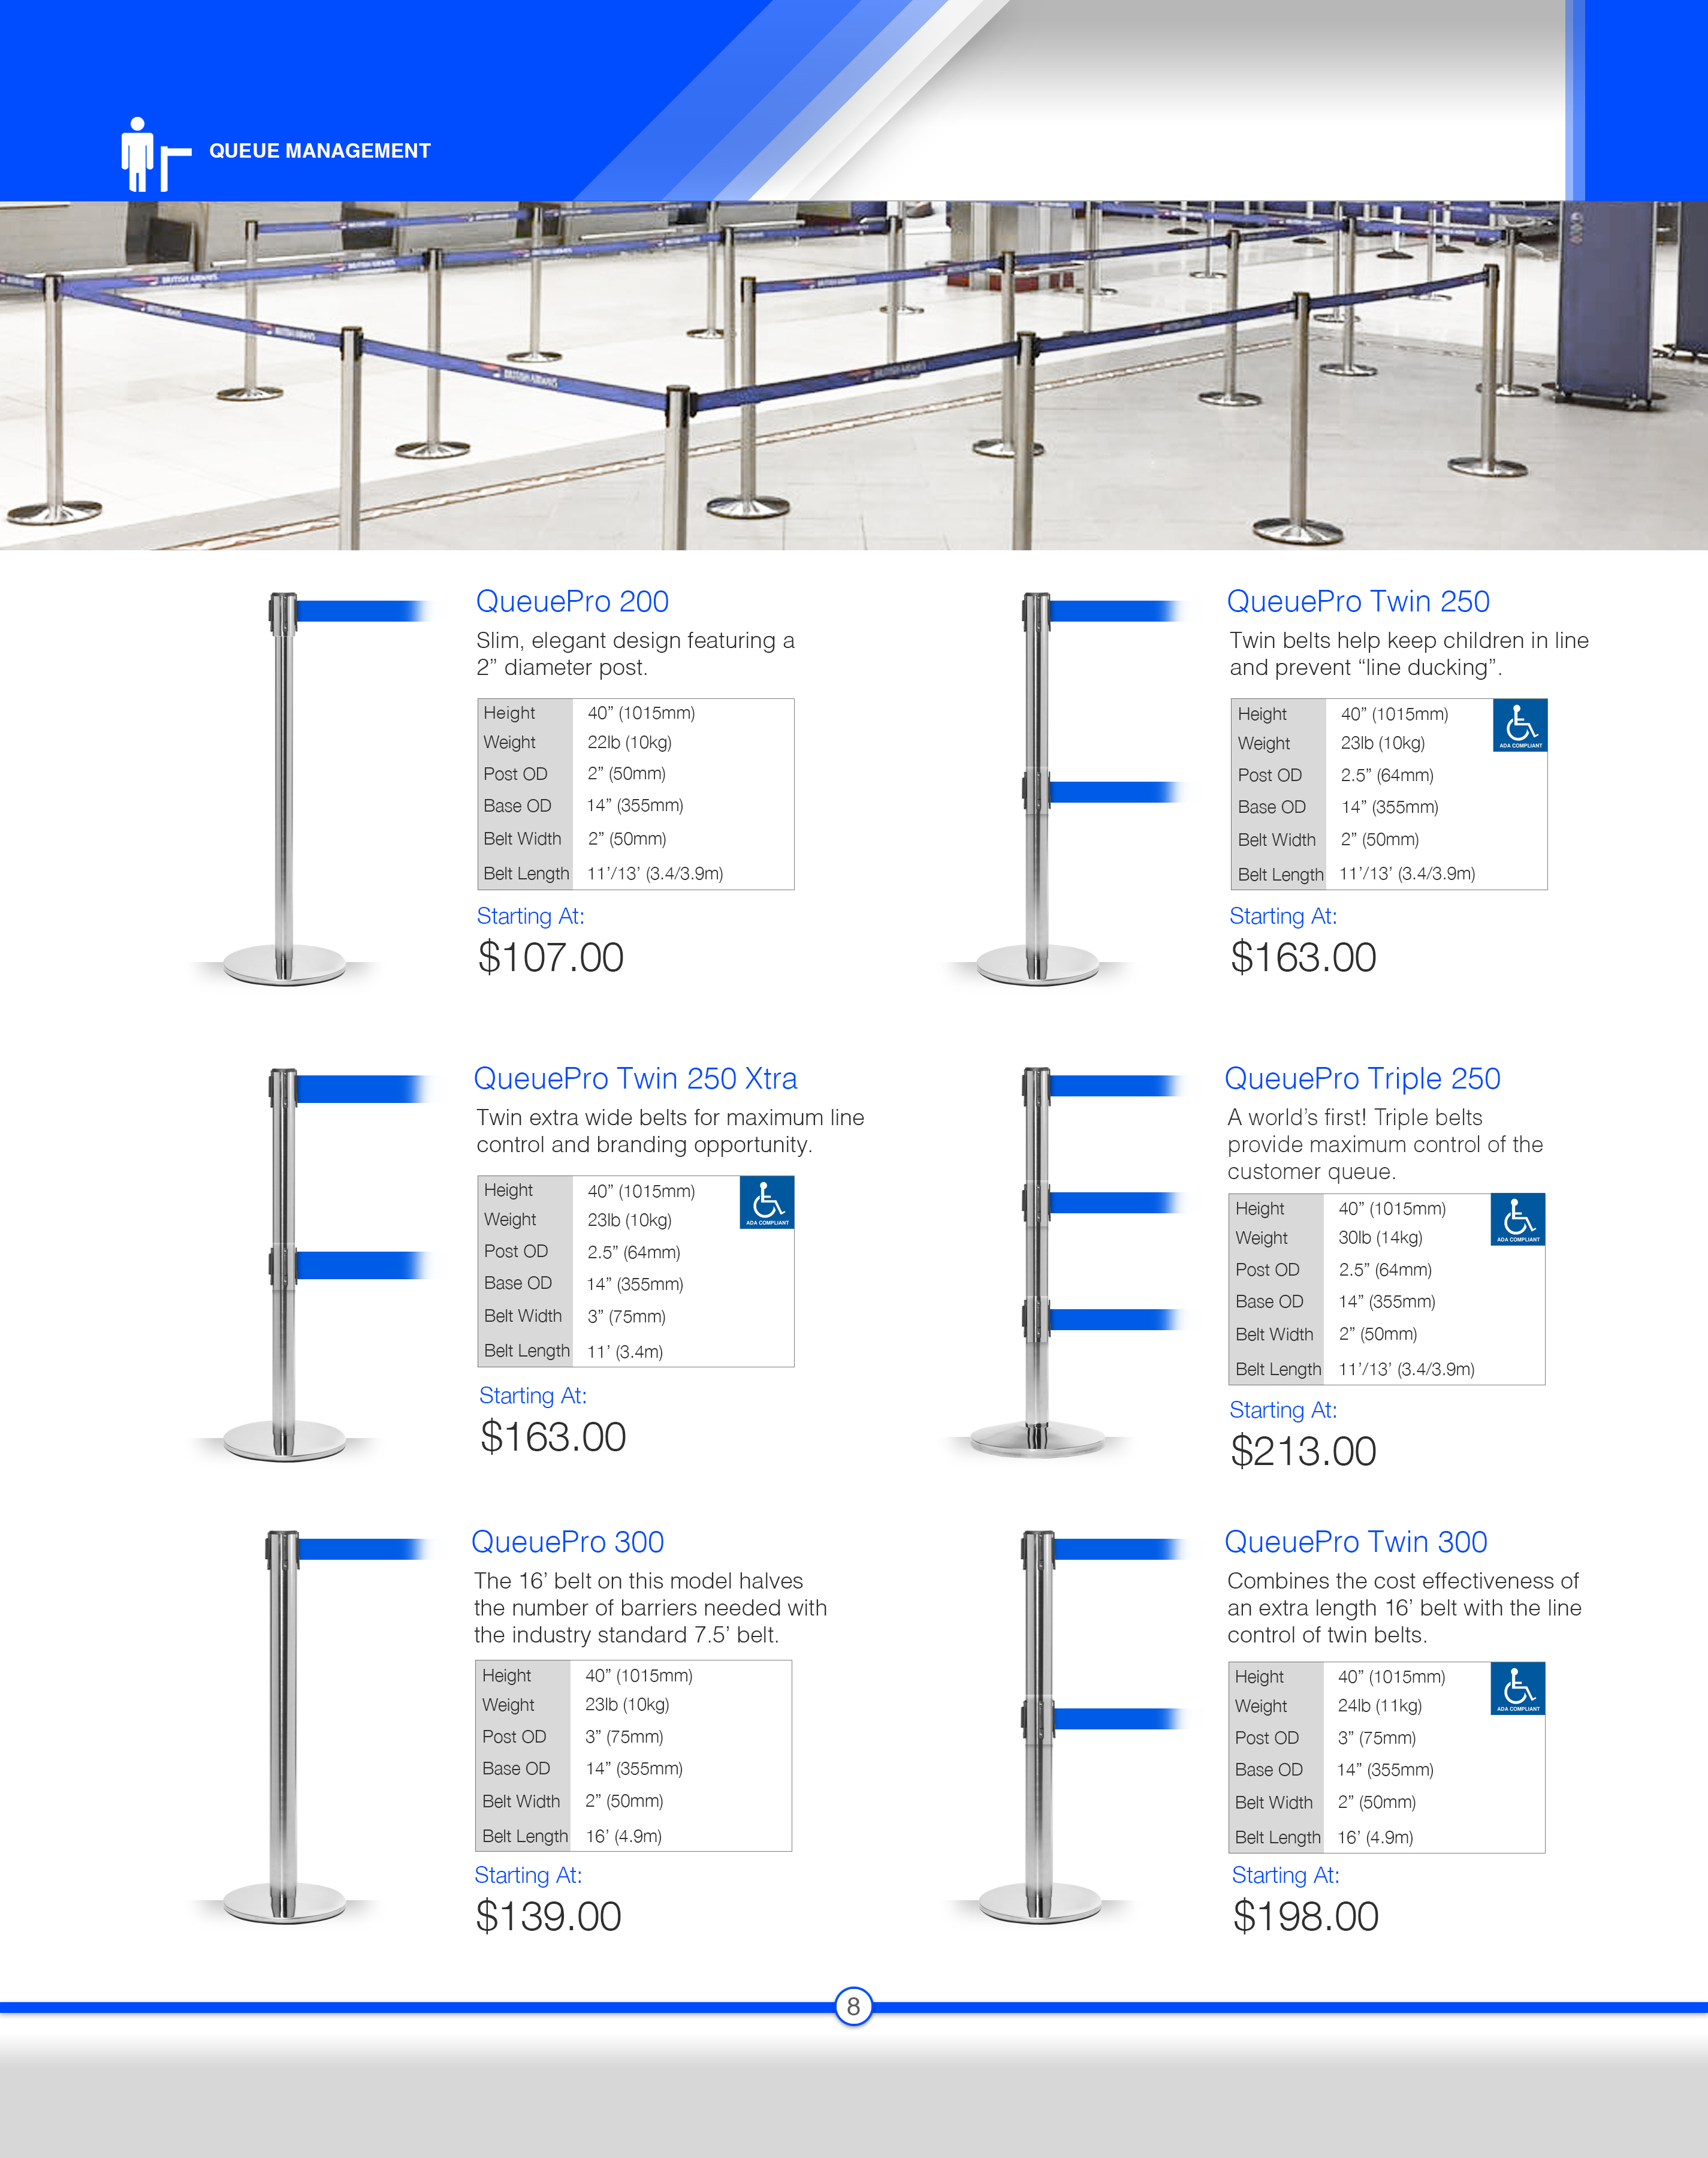 QUEUE MANAGEMENT
BRITISH AIRWAYS
BRITISH AIRWAYS
BRITISH AIRWAYS
QueuePro 200
Slim, elegant design featuring a
2” diameter post.
Height 40” (1015mm)
Weight 22lb (10kg)
Post OD 2” (50mm)
Base OD 14” (355mm)
Belt Width 2” (50mm)
Belt Length 11’/13’ (3.4/3.9m)
Starting At:
$107.00
QueuePro Twin 250
Twin belts help keep children in line
and prevent “line ducking”.
Height 40” (1015mm)
Weight 23lb (10kg)
Post OD 2.5” (64mm)
Base OD 14” (355mm)
Belt Width 2” (50mm)
Belt Length 11’/13’ (3.4/3.9m)
ADA COMPLIANT
Starting At:
$163.00
QueuePro Twin 250 Xtra
Twin extra wide belts for maximum line
control and branding opportunity.
Height 40” (1015mm)
Weight 23lb (10kg)
Post OD 2.5” (64mm)
Base OD 14” (355mm)
Belt Width 3” (75mm)
Belt Length 11’ (3.4m)
ADA COMPLIANT
Starting At:
$163.00
QueuePro Triple 250
A world’s first! Triple belts
provide maximum control of the
customer queue.
Height 40” (1015mm)
Weight 30lb (14kg)
Post OD 2.5” (64mm)
Base OD 14” (355mm)
Belt Width 2” (50mm)
Belt Length 11’/13’ (3.4/3.9m)
ADA COMPLIANT
Starting At:
$213.00
QueuePro 300
The 16’ belt on this model halves
the number of barriers needed with
the industry standard 7.5’ belt.
Height 40” (1015mm)
Weight 23lb (10kg)
Post OD 3” (75mm)
Base OD 14” (355mm)
Belt Width 2” (50mm)
Belt Length 16’ (4.9m)
Starting At:
$139.00
QueuePro Twin 300
Combines the cost effectiveness of
an extra length 16’ belt with the line
control of twin belts.
Height 40” (1015mm)
Weight 24lb (11kg)
Post OD 3” (75mm)
Base OD 14” (355mm)
Belt Width 2” (50mm)
Belt Length 16’ (4.9m)
ADA COMPLIANT
Starting At:
$198.00
8